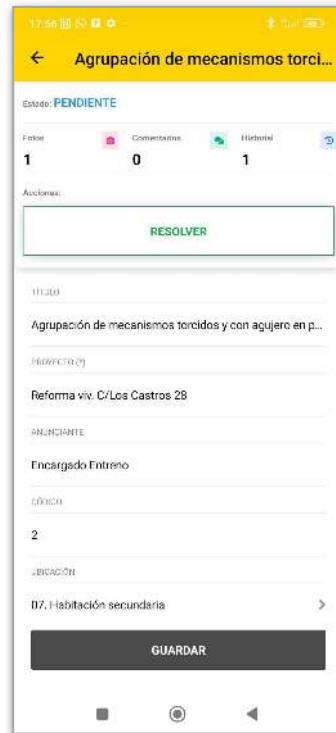 17:56
Agrupación de mecanismos torci...
Estado: PENDIENTE
Fotos Comentarios Historial
1 0 1
Acciones:
RESOLVER
TÍTULO
Agrupación de mecanismos torcidos y con agujero en p...
PROYECTO (*)
Reforma viv. C/Los Castros 28
ANUNCIANTE
Encargado Entreno
CÓDIGO
2
UBICACIÓN
07. Habitación secundaria
GUARDAR